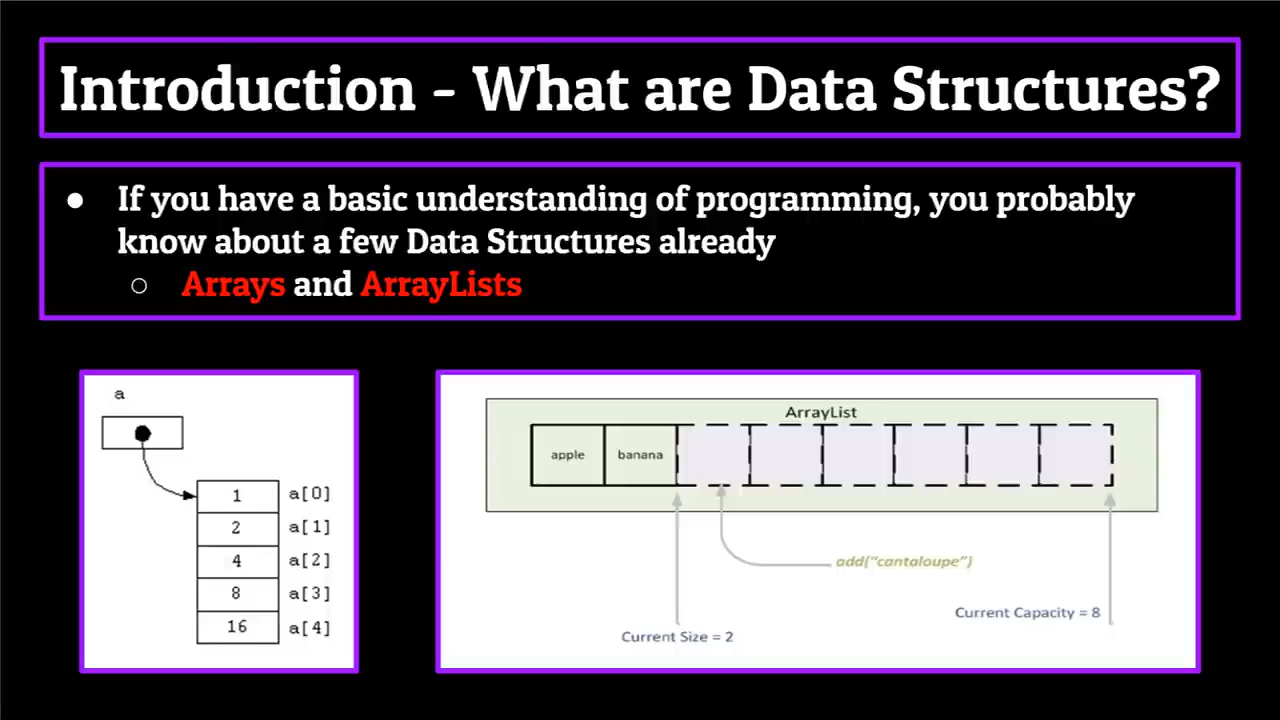 Introduction - What are Data Structures?
● If you have a basic understanding of programming, you probably
know about a few Data Structures already
○ Arrays and ArrayLists
a
1 a[0]
2 a[1]
4 a[2]
8 a[3]
16 a[4]
ArrayList
apple banana
add("cantaloupe")
Current Capacity = 8
Current Size = 2